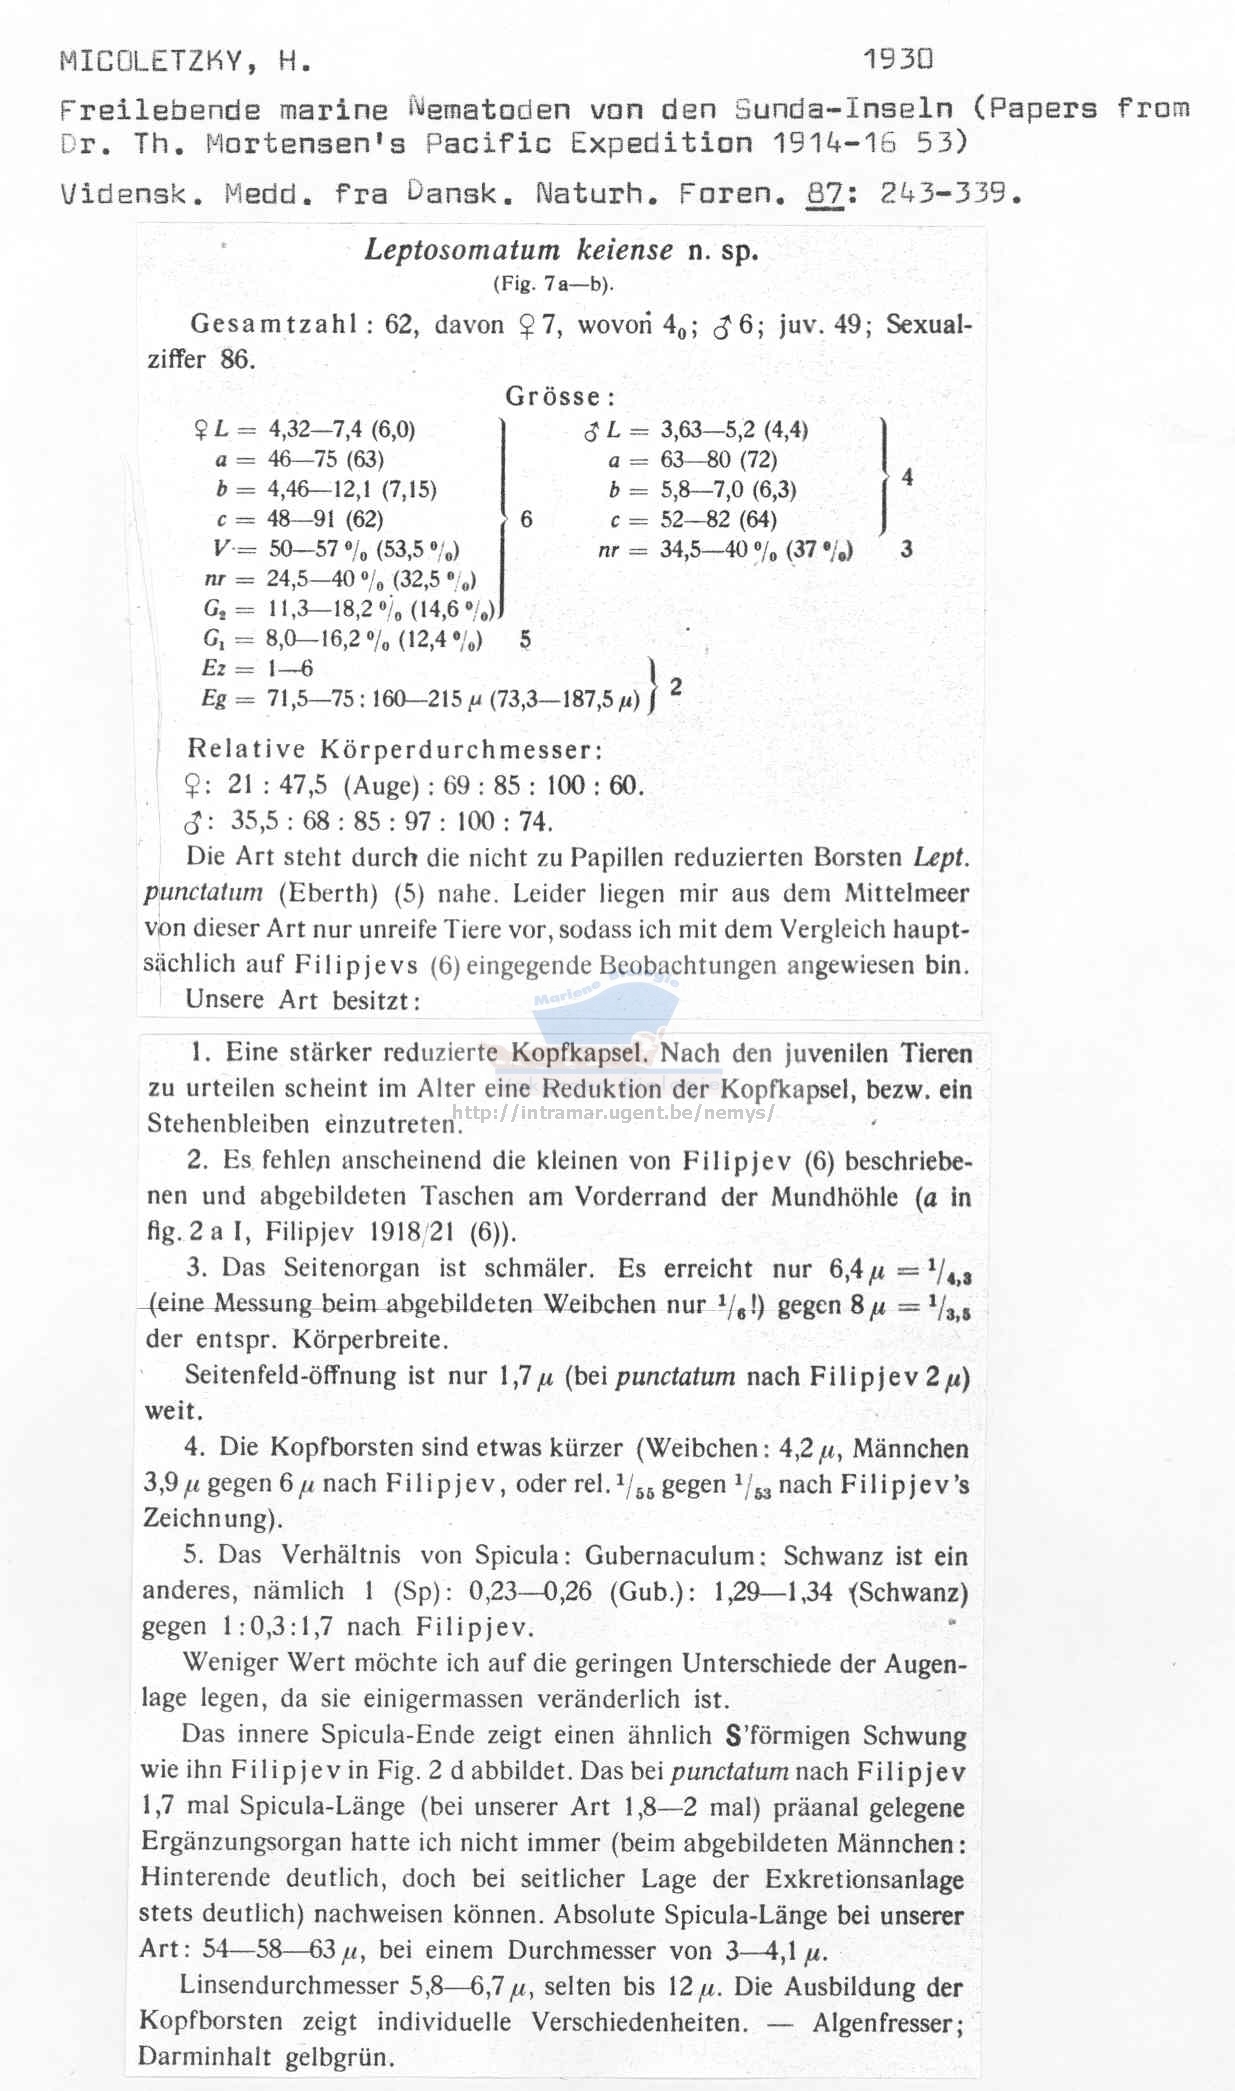 MICOLETZKY, H. 1930
Freilebende marine Nematoden von den Sunda-Inseln (Papers from
Dr. Th. Mortensen's Pacific Expedition 1914-16 53)
Vidensk. Medd. fra Dansk. Naturh. Foren. 87: 243-339.
Leptosomatum keiense n. sp.
(Fig. 7a—b).
Gesamtzahl : 62, davon ♀ 7, wovon 4₀; ♂ 6; juv. 49; Sexual-
ziffer 86.
Grösse :
♀ L = 4,32—7,4 (6,0) ♂ L = 3,63—5,2 (4,4)
a = 46—75 (63) a = 63—80 (72)
b = 4,46—12,1 (7,15) b = 5,8—7,0 (6,3) 4
c = 48—91 (62) 6 c = 52—82 (64)
V = 50—57 % (53,5 %) nr = 34,5—40 % (37 %) 3
nr = 24,5—40 % (32,5 %)
G₂ = 11,3—18,2 % (14,6 %)
G₁ = 8,0—16,2 % (12,4 %) 5
Ez = 1—6
Eg = 71,5—75 : 160—215 µ (73,3—187,5 µ) 2
Relative Körperdurchmesser:
♀: 21 : 47,5 (Auge) : 69 : 85 : 100 : 60.
♂: 35,5 : 68 : 85 : 97 : 100 : 74.
Die Art steht durch die nicht zu Papillen reduzierten Borsten Lept.
punctatum (Eberth) (5) nahe. Leider liegen mir aus dem Mittelmeer
von dieser Art nur unreife Tiere vor, sodass ich mit dem Vergleich haupt-
sächlich auf Filipjevs (6) eingegende Beobachtungen angewiesen bin.
Unsere Art besitzt :
1. Eine stärker reduzierte Kopfkapsel. Nach den juvenilen Tieren
zu urteilen scheint im Alter eine Reduktion der Kopfkapsel, bezw. ein
http://intramar.ugent.be/nemys/
Stehenbleiben einzutreten.
2. Es fehlen anscheinend die kleinen von Filipjev (6) beschriebe-
nen und abgebildeten Taschen am Vorderrand der Mundhöhle (a in
fig. 2 a I, Filipjev 1918/21 (6)).
3. Das Seitenorgan ist schmäler. Es erreicht nur 6,4 µ = 1/4,3
(eine Messung beim abgebildeten Weibchen nur 1/6!) gegen 8 µ = 1/3,5
der entspr. Körperbreite.
Seitenfeld-öffnung ist nur 1,7 µ (bei punctatum nach Filipjev 2 µ)
weit.
4. Die Kopfborsten sind etwas kürzer (Weibchen : 4,2 µ, Männchen
3,9 µ gegen 6 µ nach Filipjev, oder rel. 1/55 gegen 1/53 nach Filipjev's
Zeichnung).
5. Das Verhältnis von Spicula : Gubernaculum : Schwanz ist ein
anderes, nämlich 1 (Sp) : 0,23—0,26 (Gub.) : 1,29—1,34 (Schwanz)
gegen 1 : 0,3 : 1,7 nach Filipjev.
Weniger Wert möchte ich auf die geringen Unterschiede der Augen-
lage legen, da sie einigermassen veränderlich ist.
Das innere Spicula-Ende zeigt einen ähnlich S'förmigen Schwung
wie ihn Filipjev in Fig. 2 d abbildet. Das bei punctatum nach Filipjev
1,7 mal Spicula-Länge (bei unserer Art 1,8—2 mal) präanal gelegene
Ergänzungsorgan hatte ich nicht immer (beim abgebildeten Männchen :
Hinterende deutlich, doch bei seitlicher Lage der Exkretionsanlage
stets deutlich) nachweisen können. Absolute Spicula-Länge bei unserer
Art : 54—58—63 µ, bei einem Durchmesser von 3—4,1 µ.
Linsendurchmesser 5,8—6,7 µ, selten bis 12 µ. Die Ausbildung der
Kopfborsten zeigt individuelle Verschiedenheiten. — Algenfresser;
Darminhalt gelbgrün.